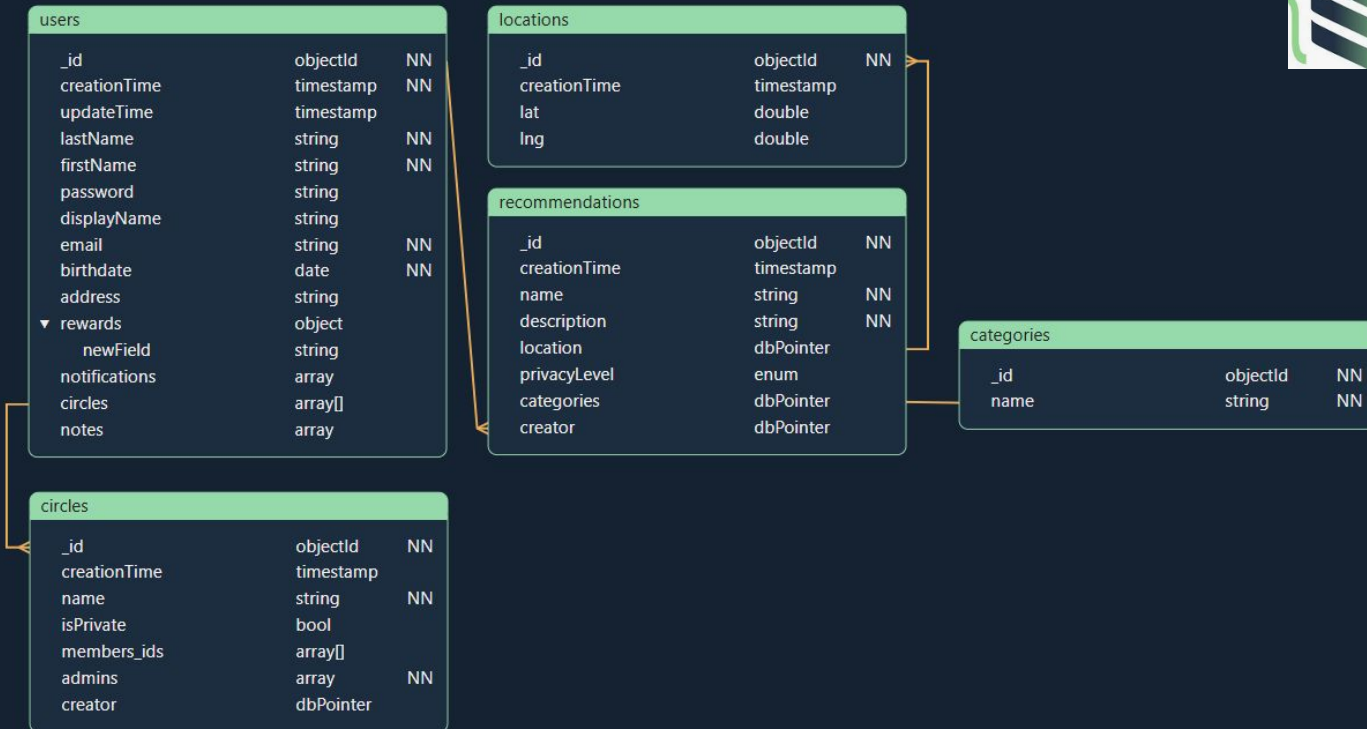 users
_id objectId NN
creationTime timestamp NN
updateTime timestamp
lastName string NN
firstName string NN
password string
displayName string
email string NN
birthdate date NN
address string
rewards object
newField string
notifications array
circles array[]
notes array
locations
_id objectId NN
creationTime timestamp
lat double
lng double
recommendations
_id objectId NN
creationTime timestamp
name string NN
description string NN
location dbPointer
privacyLevel enum
categories dbPointer
creator dbPointer
categories
_id objectId NN
name string NN
circles
_id objectId NN
creationTime timestamp
name string NN
isPrivate bool
members_ids array[]
admins array NN
creator dbPointer